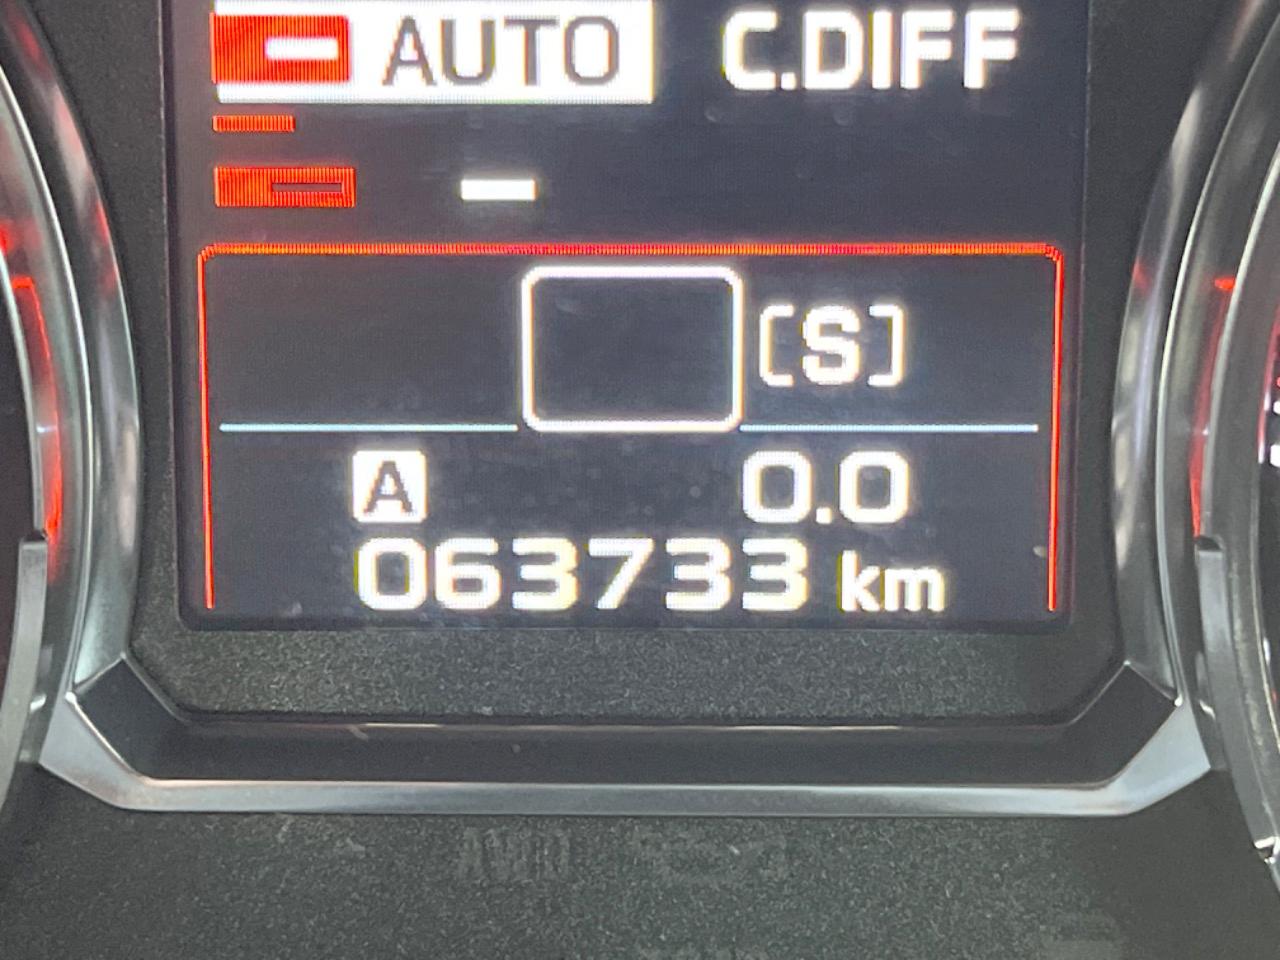 AUTO C.DIFF
[S]
A 0.0
063733 km